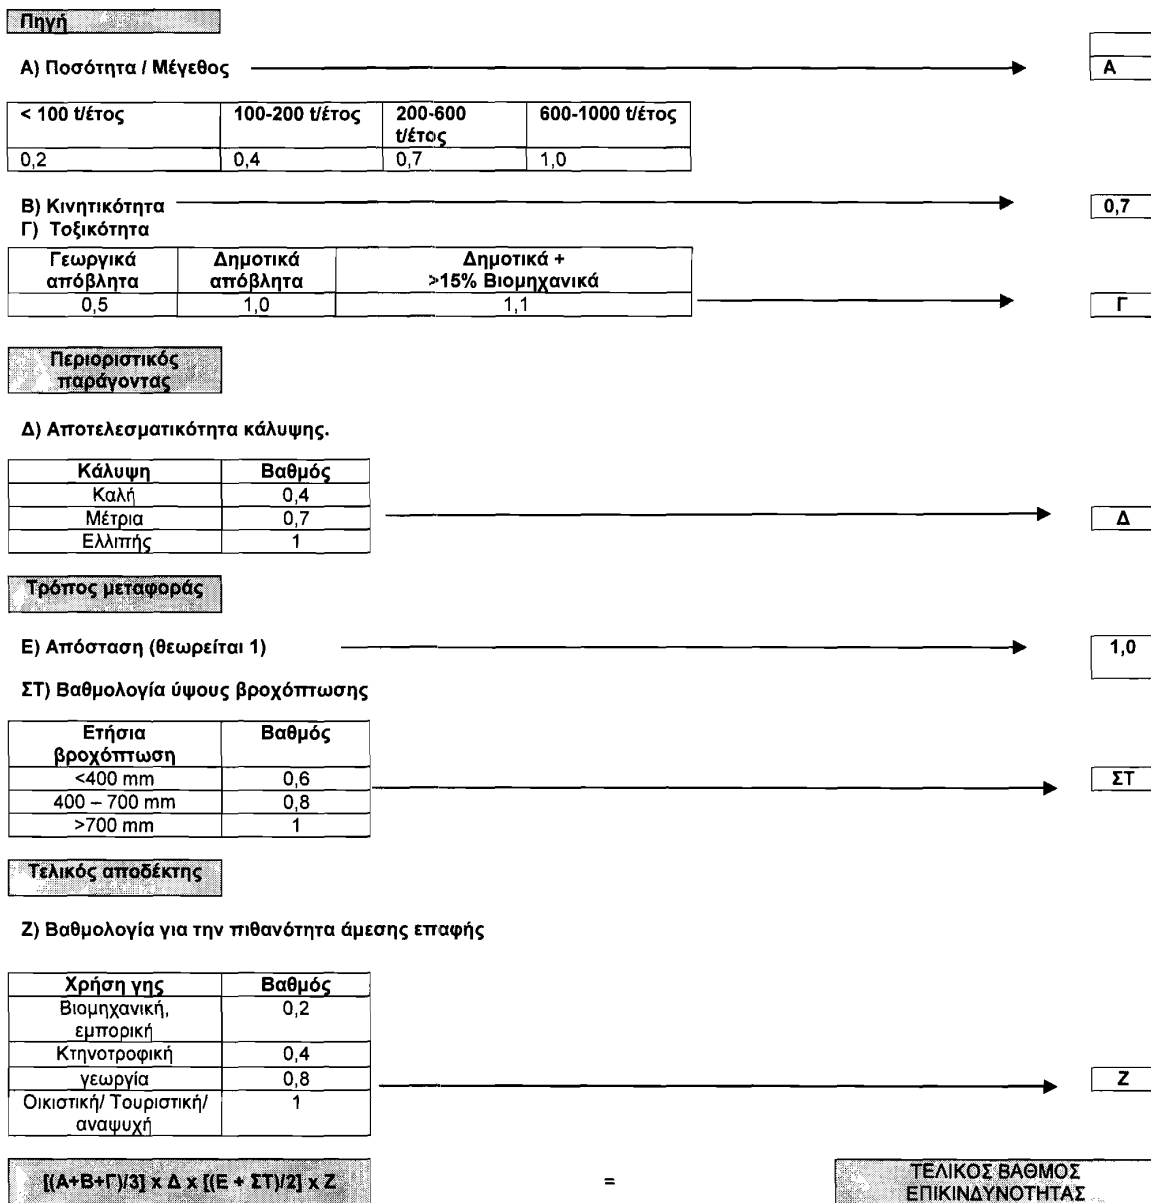 Πηγή
Α) Ποσότητα / Μέγεθος
Α
< 100 t/έτος 100-200 t/έτος 200-600 600-1000 t/έτος
t/έτος
0,2 0,4 0,7 1,0
Β) Κινητικότητα 0,7
Γ) Τοξικότητα
Γεωργικά Δημοτικά Δημοτικά +
απόβλητα απόβλητα >15% Βιομηχανικά
0,5 1,0 1,1
Γ
Περιοριστικός
παράγοντας
Δ) Αποτελεσματικότητα κάλυψης.
Κάλυψη Βαθμός
Καλή 0,4
Μέτρια 0,7
Δ
Ελλιπής 1
Τρόπος μεταφοράς
Ε) Απόσταση (θεωρείται 1) 1,0
ΣΤ) Βαθμολογία ύψους βροχόπτωσης
Ετήσια Βαθμός
βροχόπτωση
<400 mm 0,6
ΣΤ
400 – 700 mm 0,8
>700 mm 1
Τελικός αποδέκτης
Ζ) Βαθμολογία για την πιθανότητα άμεσης επαφής
Χρήση γης Βαθμός
Βιομηχανική, 0,2
εμπορική
Κτηνοτροφική 0,4
γεωργία 0,8
Ζ
Οικιστική/ Τουριστική/ 1
αναψυχή
[(Α+Β+Γ)/3] x Δ x [(Ε + ΣΤ)/2] x Ζ = ΤΕΛΙΚΟΣ ΒΑΘΜΟΣ
ΕΠΙΚΙΝΔΥΝΟΤΗΤΑΣ